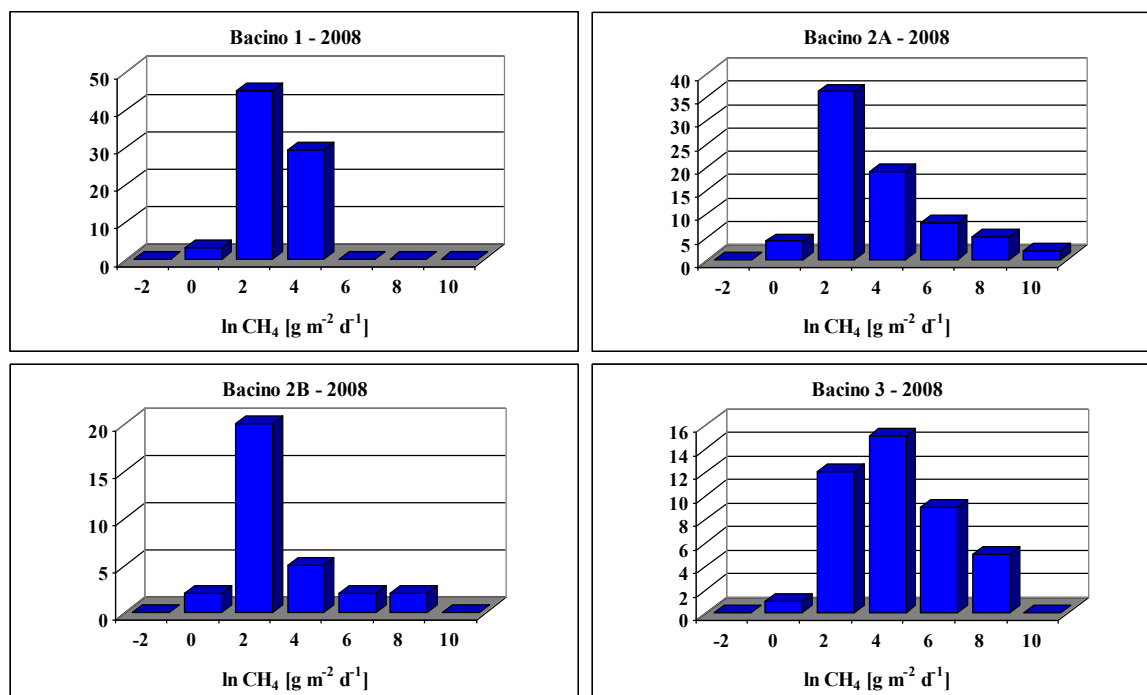 Bacino 1 - 2008
50
40
30
20
10
0
-2 0 2 4 6 8 10
ln CH₄ [g m⁻² d⁻¹]
Bacino 2A - 2008
40
35
30
25
20
15
10
5
0
-2 0 2 4 6 8 10
ln CH₄ [g m⁻² d⁻¹]
Bacino 2B - 2008
20
15
10
5
0
-2 0 2 4 6 8 10
ln CH₄ [g m⁻² d⁻¹]
Bacino 3 - 2008
16
14
12
10
8
6
4
2
0
-2 0 2 4 6 8 10
ln CH₄ [g m⁻² d⁻¹]